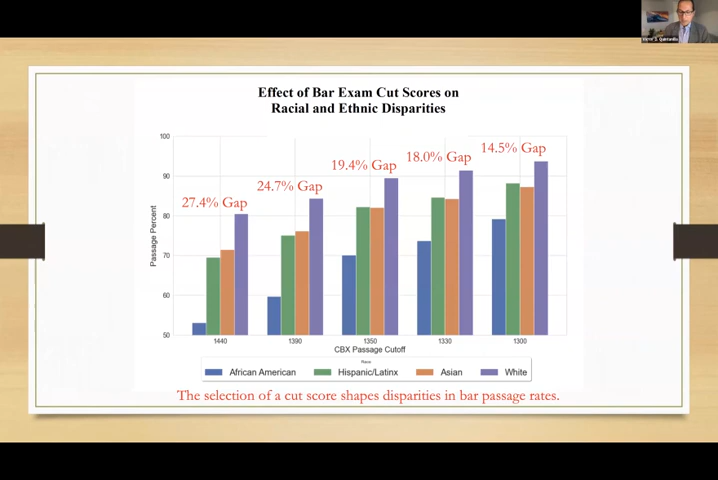 Effect of Bar Exam Cut Scores on
Racial and Ethnic Disparities
100
90
80
70
60
50
Passage Percent
27.4% Gap
24.7% Gap
19.4% Gap
18.0% Gap
14.5% Gap
1440
1390
1350
1330
1300
CBX Passage Cutoff
Race
African American
Hispanic/Latinx
Asian
White
The selection of a cut score shapes disparities in bar passage rates.